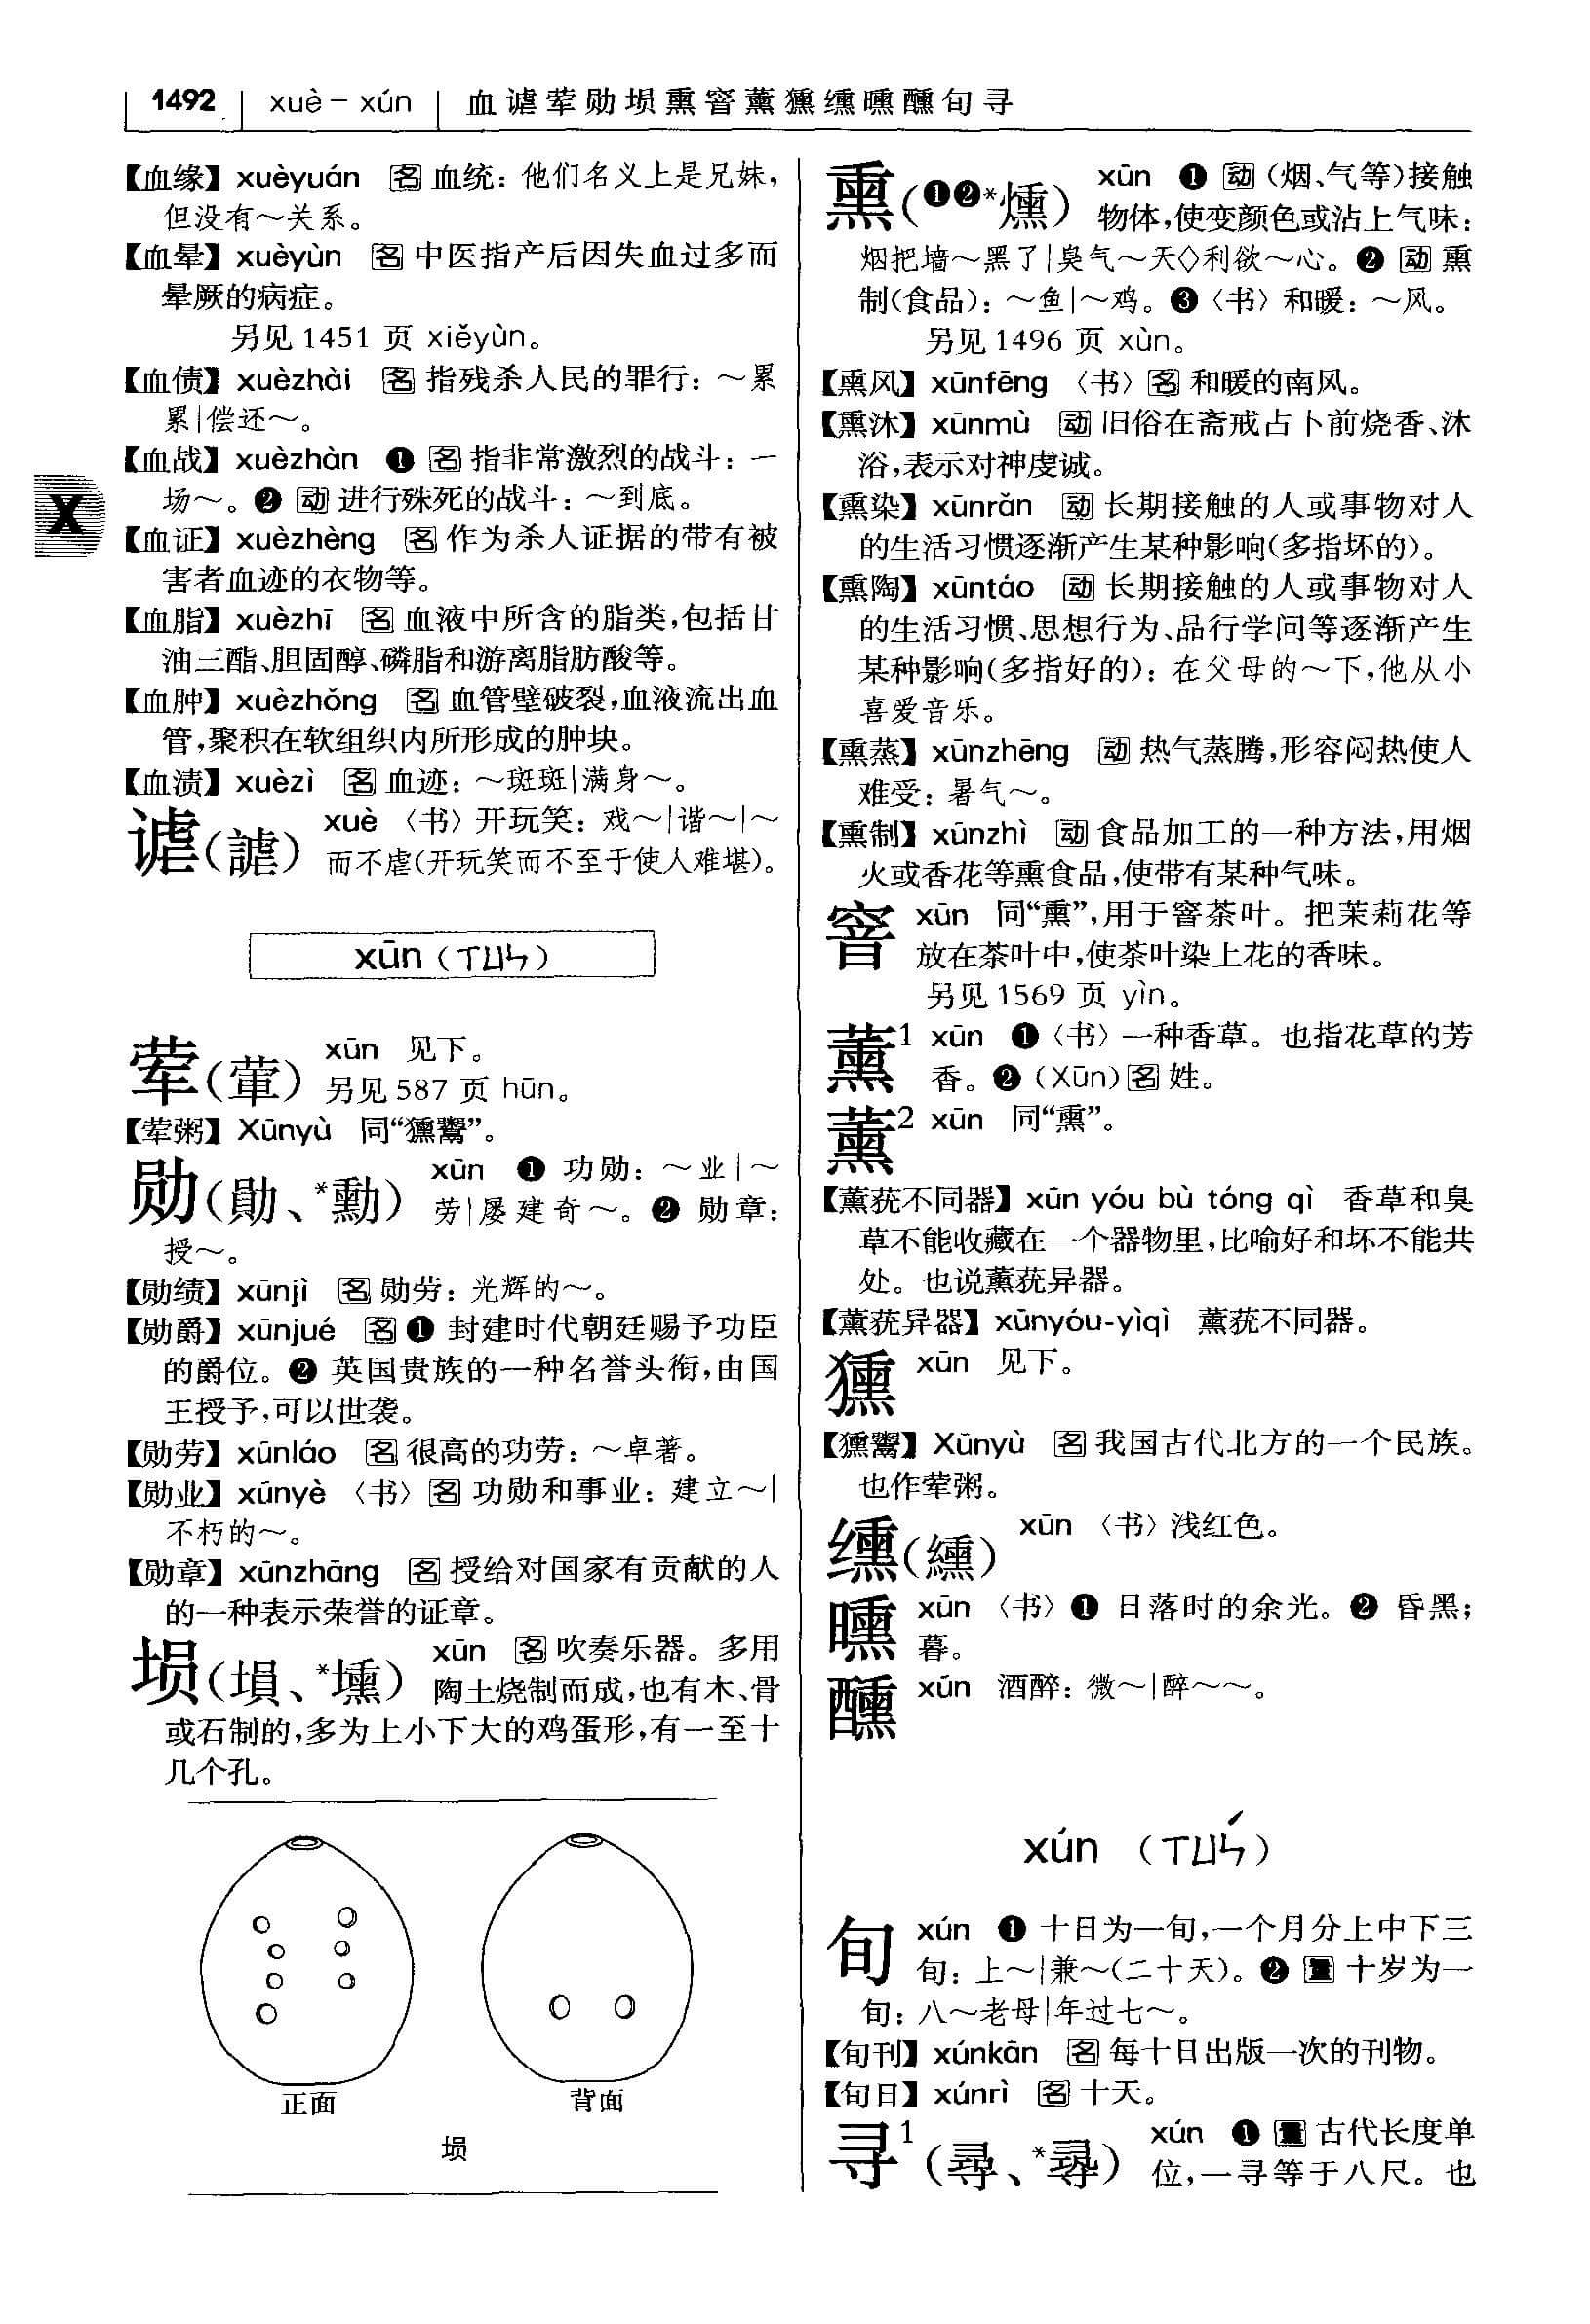 1492 xuè－xún 血谑荤勋埙熏窨薰獯纁曛醺旬寻
【血缘】 xuèyuán 名 血统：他们名义上是兄妹，
但没有～关系。
【血晕】 xuèyùn 名 中医指产后因失血过多而
晕厥的病症。
另见 1451 页 xiěyùn。
【血债】 xuèzhài 名 指残杀人民的罪行：～累
累|偿还～。
【血战】 xuèzhàn ❶ 名 指非常激烈的战斗：一
场～。❷ 动 进行殊死的战斗：～到底。
X
【血证】 xuèzhèng 名 作为杀人证据的带有被
害者血迹的衣物等。
【血脂】 xuèzhī 名 血液中所含的脂类，包括甘
油三酯、胆固醇、磷脂和游离脂肪酸等。
【血肿】 xuèzhǒng 名 血管壁破裂，血液流出血
管，聚积在软组织内所形成的肿块。
【血渍】 xuèzì 名 血迹：～斑斑|满身～。
谑（謔） xuè 〈书〉开玩笑：戏～|谐～|～
而不虐（开玩笑而不至于使人难堪）。
xūn（ㄒㄩㄣ）
荤（葷） xūn 见下。
另见 587 页 hūn。
【荤粥】 Xūnyù 同“獯鬻”。
勋（勛、*勳） xūn ❶ 功勋：～业|～
劳|屡建奇～。❷ 勋章：
授～。
【勋绩】 xūnjì 名 勋劳：光辉的～。
【勋爵】 xūnjué 名 ❶ 封建时代朝廷赐予功臣
的爵位。❷ 英国贵族的一种名誉头衔，由国
王授予，可以世袭。
【勋劳】 xūnláo 名 很高的功劳：～卓著。
【勋业】 xūnyè 〈书〉名 功勋和事业：建立～|
不朽的～。
【勋章】 xūnzhāng 名 授给对国家有贡献的人
的一种表示荣誉的证章。
埙（塤、*壎） xūn 名 吹奏乐器。多用
陶土烧制而成，也有木、骨
或石制的，多为上小下大的鸡蛋形，有一至十
几个孔。
正面 背面
埙
熏（❶❷*燻） xūn ❶ 动（烟、气等）接触
物体，使变颜色或沾上气味：
烟把墙～黑了|臭气～天◇利欲～心。❷ 动 熏
制（食品）：～鱼|～鸡。❸〈书〉和暖：～风。
另见 1496 页 xùn。
【熏风】 xūnfēng 〈书〉名 和暖的南风。
【熏沐】 xūnmù 动 旧俗在斋戒占卜前烧香、沐
浴，表示对神虔诚。
【熏染】 xūnrǎn 动 长期接触的人或事物对人
的生活习惯逐渐产生某种影响（多指坏的）。
【熏陶】 xūntáo 动 长期接触的人或事物对人
的生活习惯、思想行为、品行学问等逐渐产生
某种影响（多指好的）：在父母的～下，他从小
喜爱音乐。
【熏蒸】 xūnzhēng 动 热气蒸腾，形容闷热使人
难受：暑气～。
【熏制】 xūnzhì 动 食品加工的一种方法，用烟
火或香花等熏食品，使带有某种气味。
窨 xūn 同“熏”，用于窨茶叶。把茉莉花等
放在茶叶中，使茶叶染上花的香味。
另见 1569 页 yìn。
薰1 xūn ❶〈书〉一种香草。也指花草的芳
香。❷（Xūn）名 姓。
薰2 xūn 同“熏”。
【薰莸不同器】 xūn yóu bù tóng qì 香草和臭
草不能收藏在一个器物里，比喻好和坏不能共
处。也说薰莸异器。
【薰莸异器】 xūnyóu-yìqì 薰莸不同器。
獯 xūn 见下。
【獯鬻】 Xūnyù 名 我国古代北方的一个民族。
也作荤粥。
纁（纁） xūn 〈书〉浅红色。
曛 xūn 〈书〉❶ 日落时的余光。❷ 昏黑；
暮。
醺 xūn 酒醉：微～|醉～～。
xún （ㄒㄩㄣˊ）
旬 xún ❶ 十日为一旬，一个月分上中下三
旬：上～|兼～（二十天）。❷ 量 十岁为一
旬：八～老母|年过七～。
【旬刊】 xúnkān 名 每十日出版一次的刊物。
【旬日】 xúnrì 名 十天。
寻1（尋、*㝷） xún ❶ 量 古代长度单
位，一寻等于八尺。也